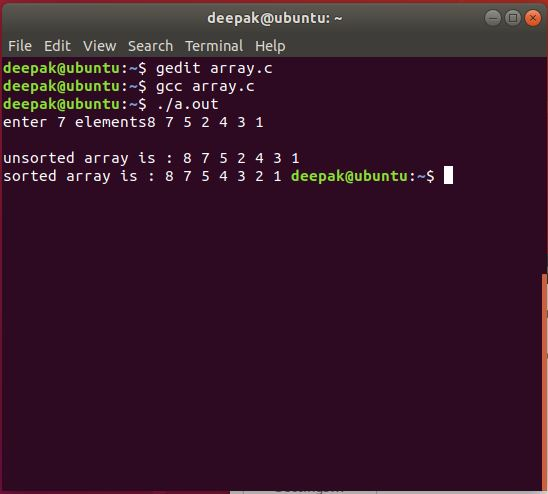 deepak@ubuntu: ~
File Edit View Search Terminal Help
deepak@ubuntu:~$ gedit array.c
deepak@ubuntu:~$ gcc array.c
deepak@ubuntu:~$ ./a.out
enter 7 elements8 7 5 2 4 3 1
unsorted array is : 8 7 5 2 4 3 1
sorted array is : 8 7 5 4 3 2 1 deepak@ubuntu:~$